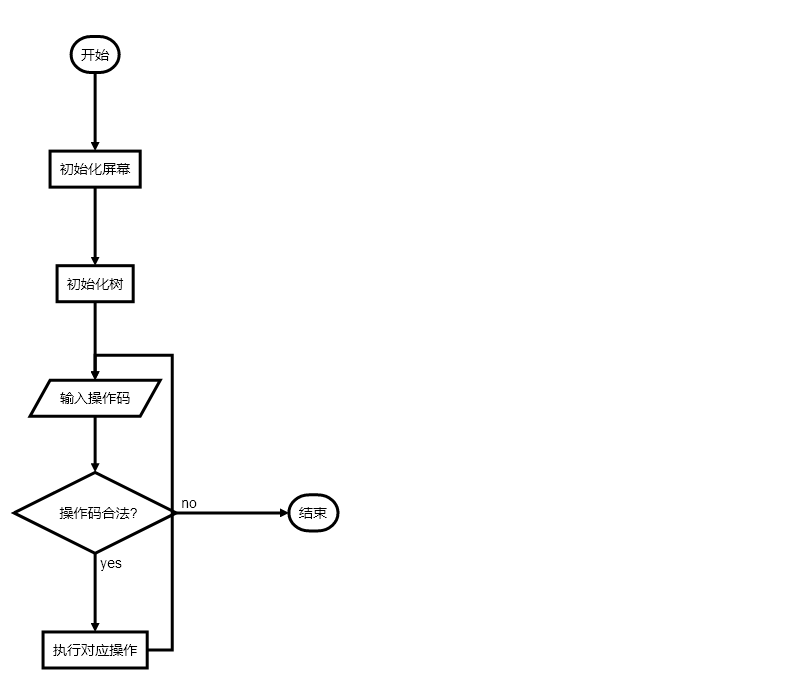 开始
初始化屏幕
初始化树
输入操作码
操作码合法?
no
结束
yes
执行对应操作